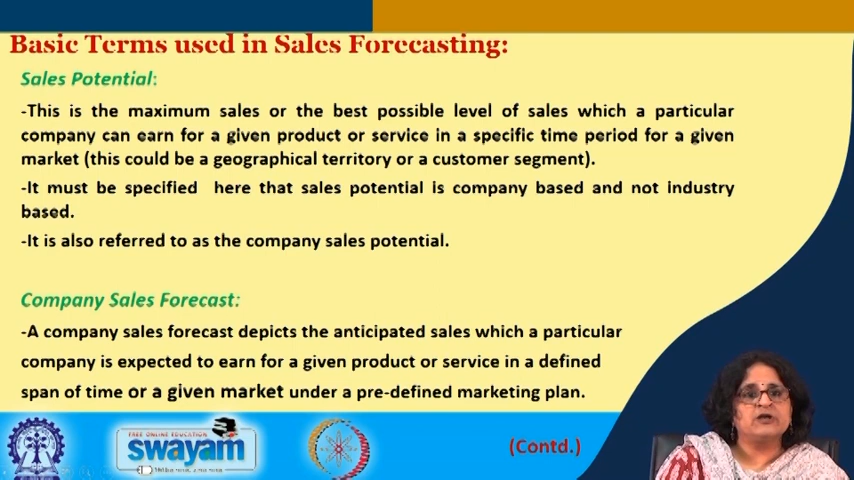 Basic Terms used in Sales Forecasting:
Sales Potential:
-This is the maximum sales or the best possible level of sales which a particular
company can earn for a given product or service in a specific time period for a given
market (this could be a geographical territory or a customer segment).
-It must be specified here that sales potential is company based and not industry
based.
-It is also referred to as the company sales potential.
Company Sales Forecast:
-A company sales forecast depicts the anticipated sales which a particular
company is expected to earn for a given product or service in a defined
span of time or a given market under a pre-defined marketing plan.
FREE ONLINE EDUCATION
swayam
(Contd.)